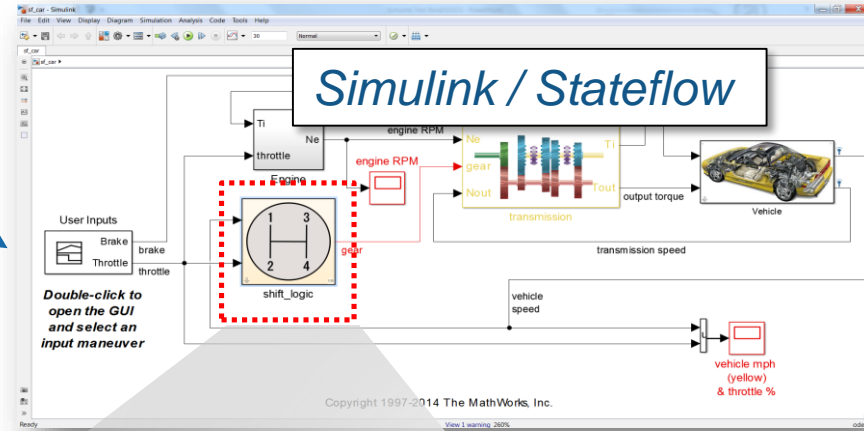 sf_car - Simulink
File Edit View Display Diagram Simulation Analysis Code Tools Help
30
Normal
sf_car
sf_car
Simulink / Stateflow
Ti
Ne
throttle
Engine
engine RPM
engine RPM
Ne
gear
Nout
Ti
Tout
transmission
output torque
Vehicle
User Inputs
Brake
Throttle
brake
throttle
1 3
2 4
gear
shift_logic
transmission speed
Double-click to
open the GUI
and select an
input maneuver
vehicle
speed
vehicle mph
(yellow)
& throttle %
Copyright 1997-2014 The MathWorks, Inc.
Ready
View 1 warning 260%